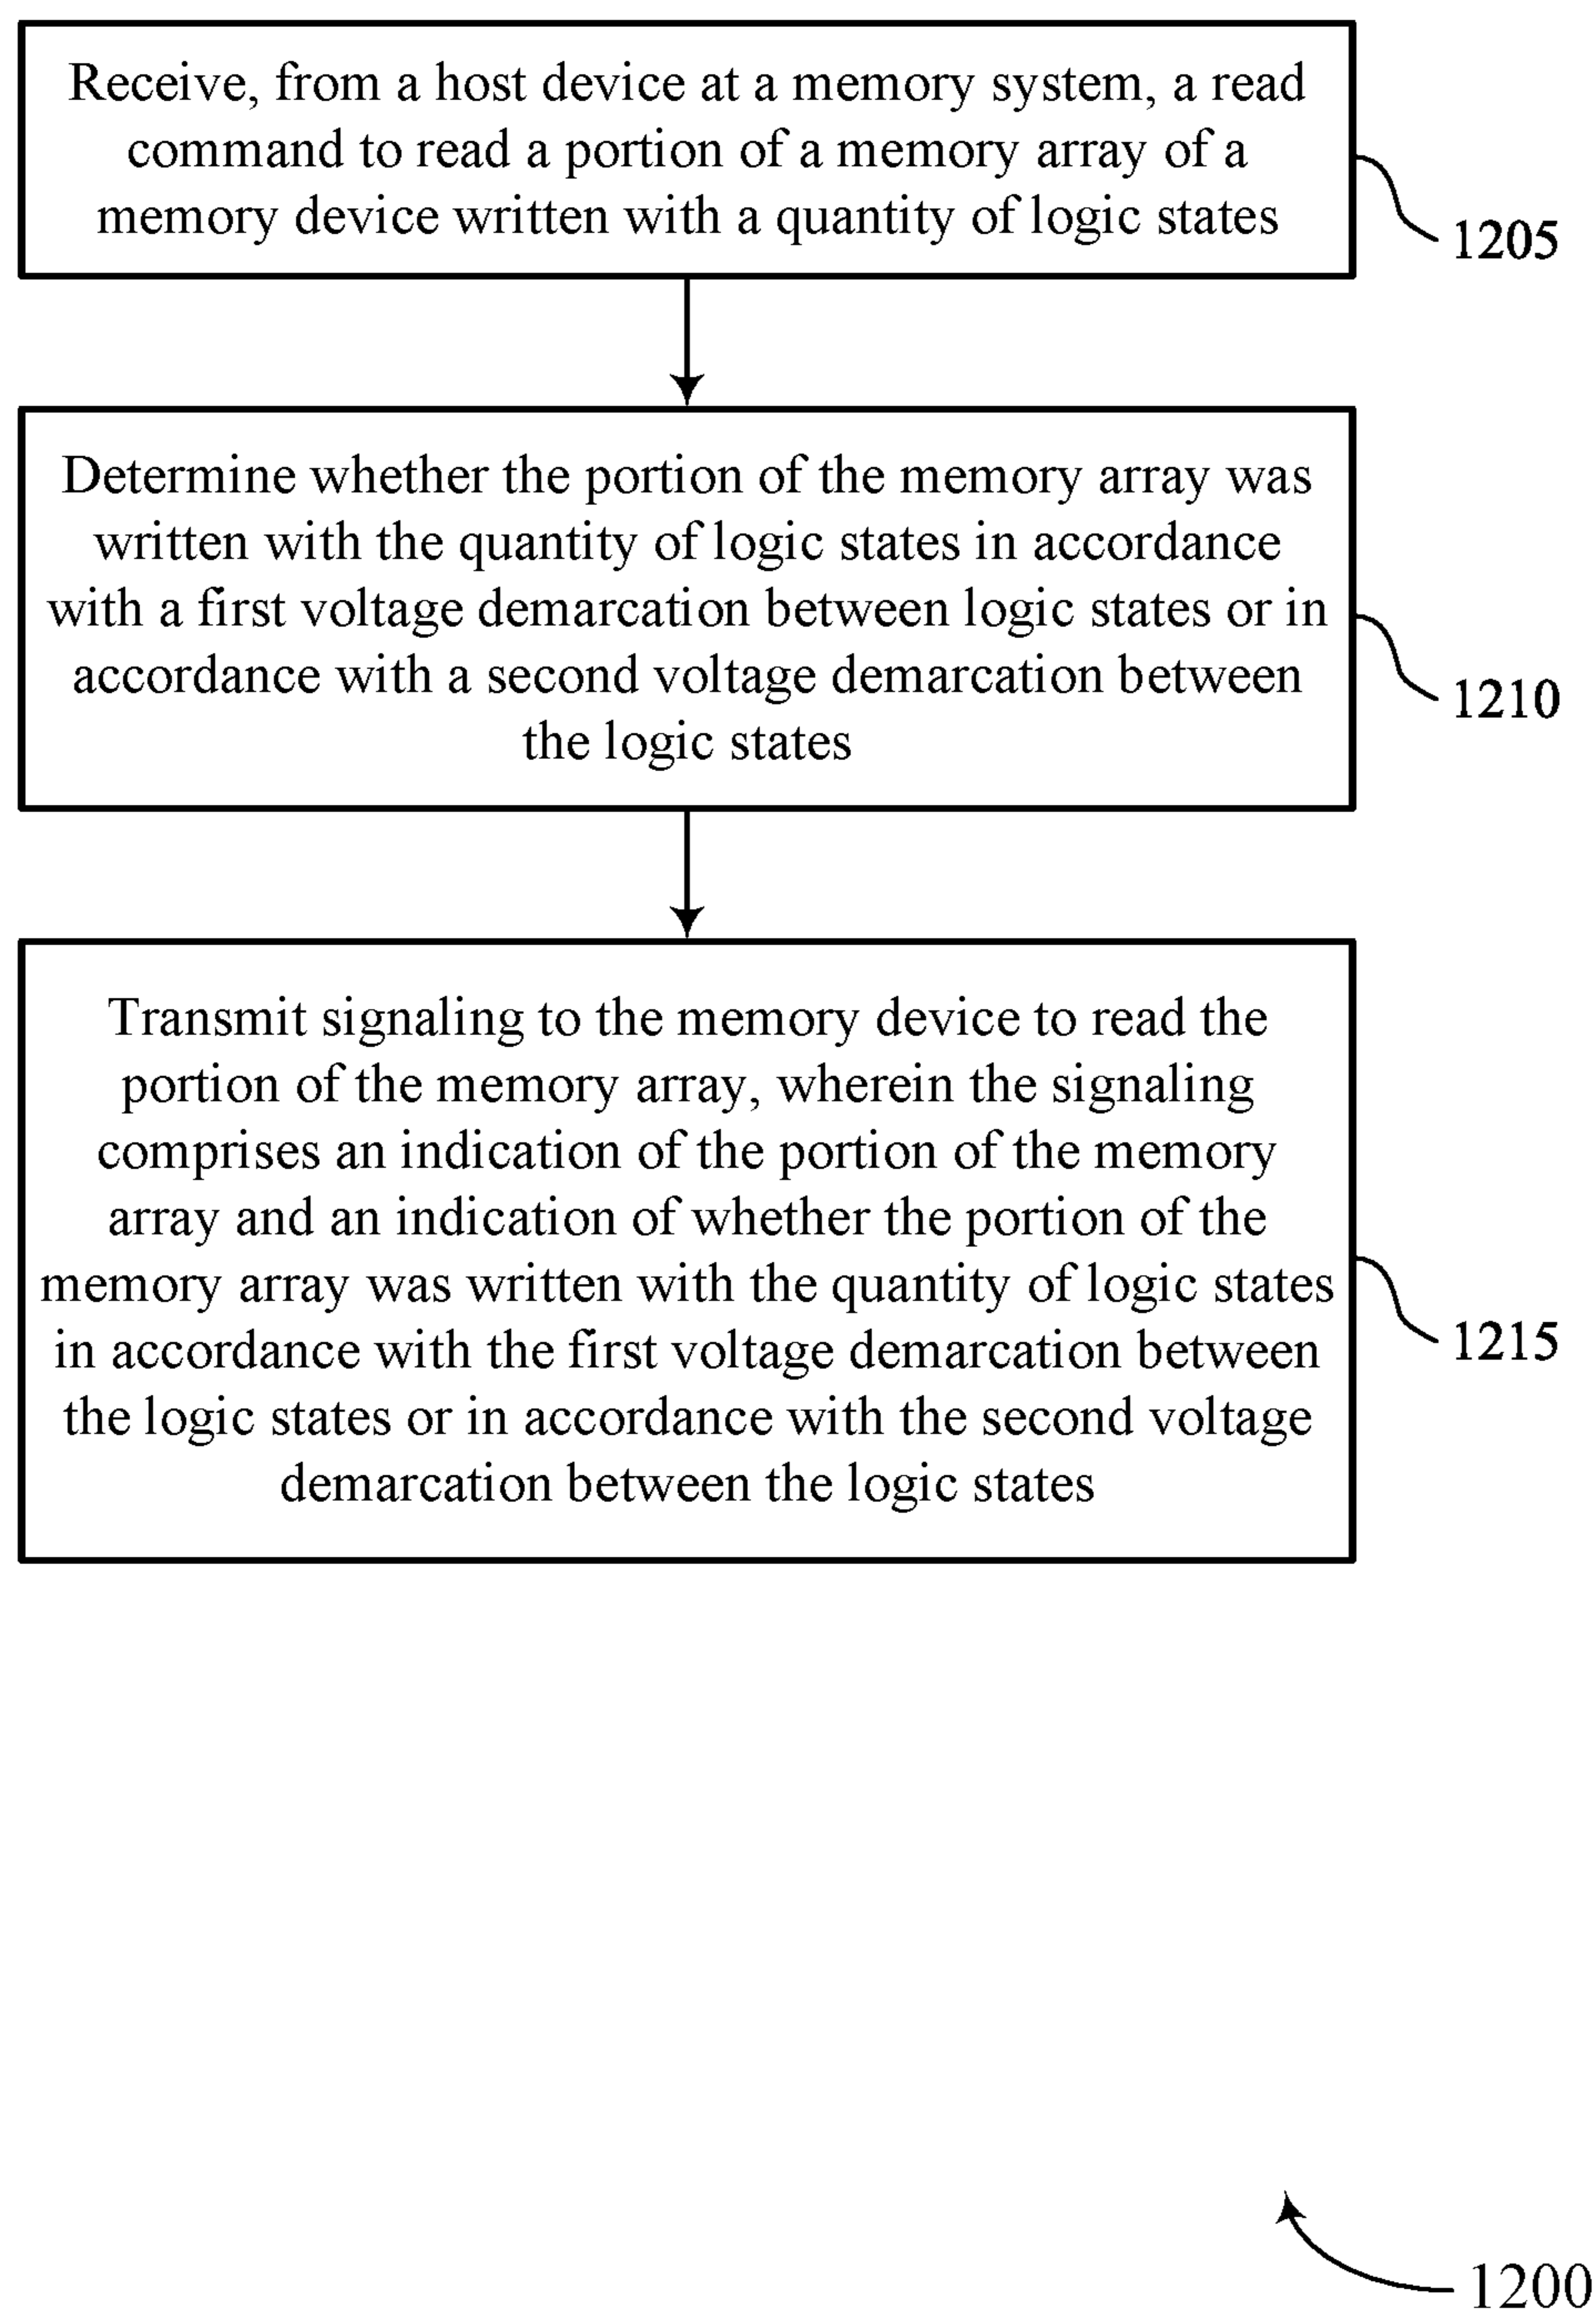 Receive, from a host device at a memory system, a read
command to read a portion of a memory array of a
memory device written with a quantity of logic states
1205
Determine whether the portion of the memory array was
written with the quantity of logic states in accordance
with a first voltage demarcation between logic states or in
accordance with a second voltage demarcation between
the logic states
1210
Transmit signaling to the memory device to read the
portion of the memory array, wherein the signaling
comprises an indication of the portion of the memory
array and an indication of whether the portion of the
memory array was written with the quantity of logic states
in accordance with the first voltage demarcation between
the logic states or in accordance with the second voltage
demarcation between the logic states
1215
1200